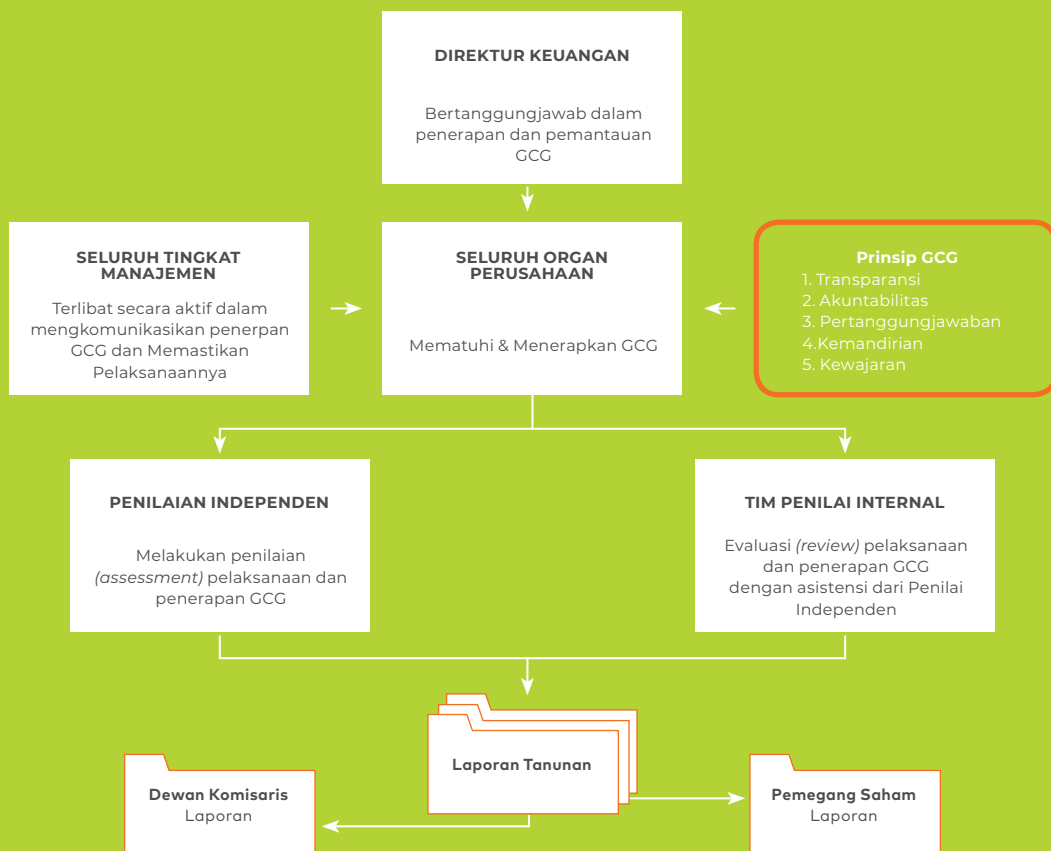 DIREKTUR KEUANGAN
Bertanggungjawab dalam
penerapan dan pemantauan
GCG
SELURUH TINGKAT
MANAJEMEN
Terlibat secara aktif dalam
mengkomunikasikan penerpan
GCG dan Memastikan
Pelaksanaannya
SELURUH ORGAN
PERUSAHAAN
Mematuhi & Menerapkan GCG
Prinsip GCG
1. Transparansi
2. Akuntabilitas
3. Pertanggungjawaban
4.Kemandirian
5. Kewajaran
PENILAIAN INDEPENDEN
Melakukan penilaian
(assessment) pelaksanaan dan
penerapan GCG
TIM PENILAI INTERNAL
Evaluasi (review) pelaksanaan
dan penerapan GCG
dengan asistensi dari Penilai
Independen
Laporan Tanunan
Dewan Komisaris
Laporan
Pemegang Saham
Laporan